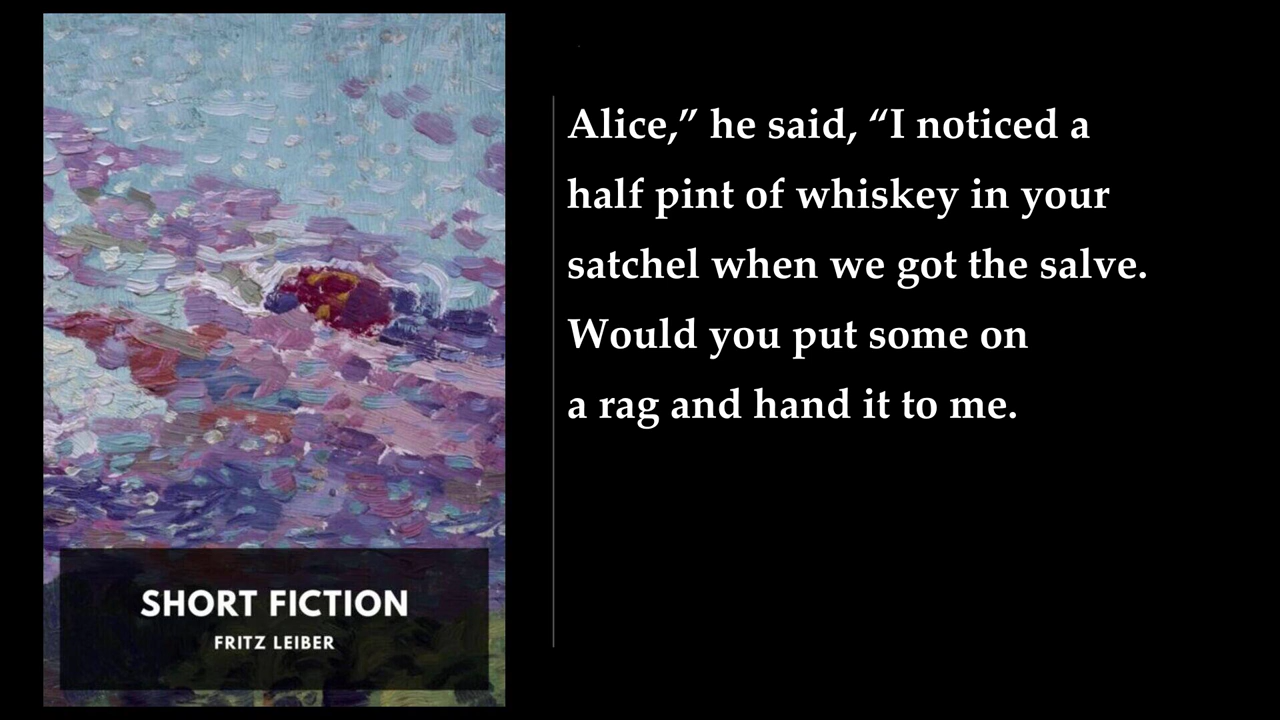 SHORT FICTION
FRITZ LEIBER
Alice,” he said, “I noticed a
half pint of whiskey in your
satchel when we got the salve.
Would you put some on
a rag and hand it to me.